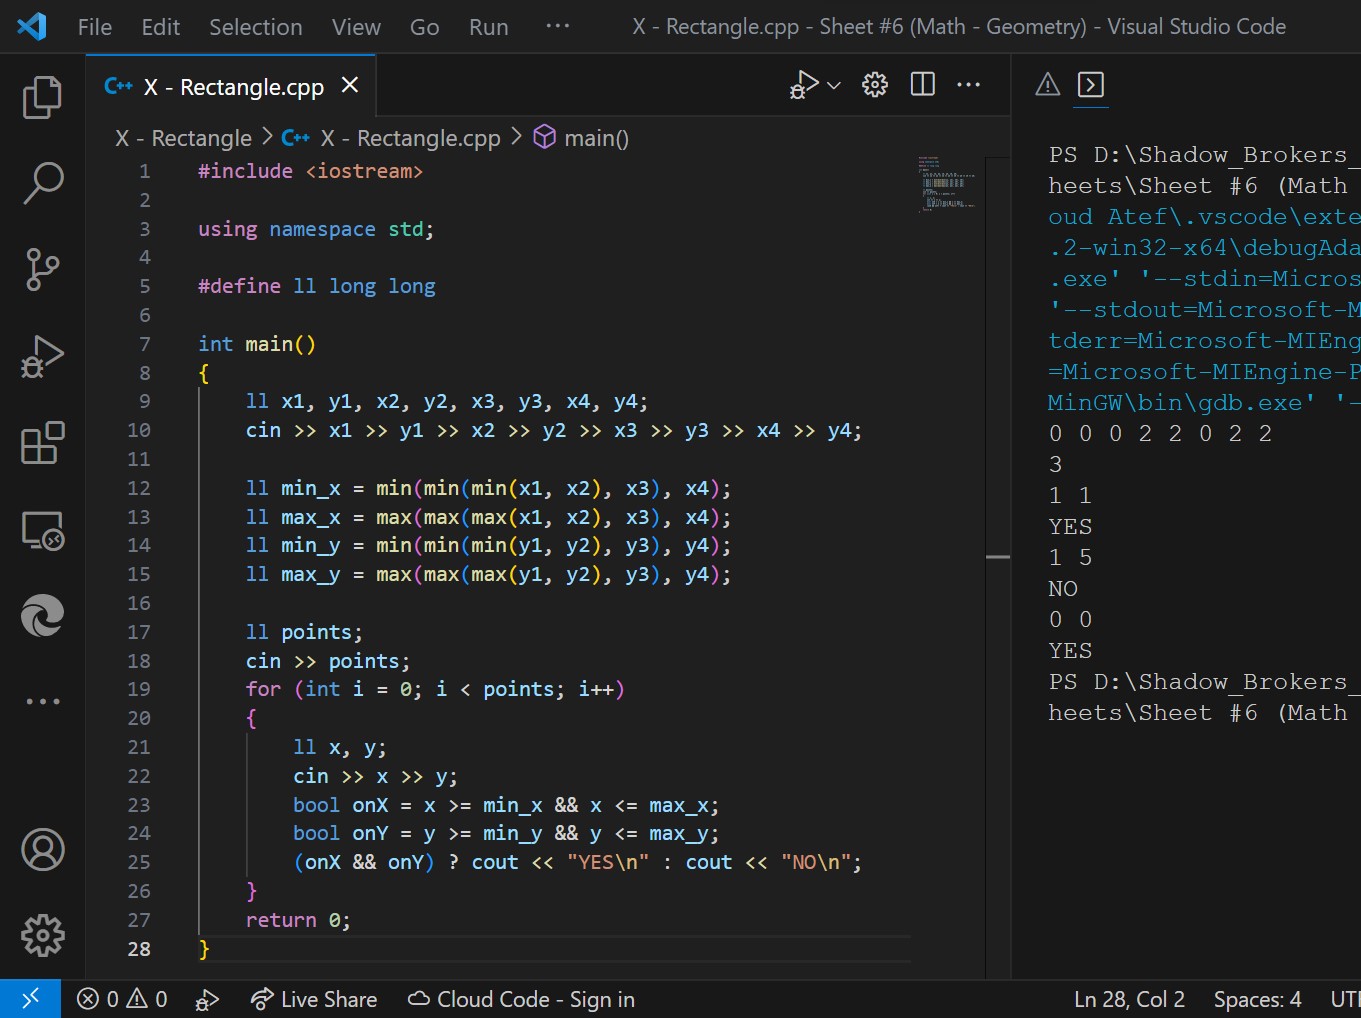 File Edit Selection View Go Run ··· X - Rectangle.cpp - Sheet #6 (Math - Geometry) - Visual Studio Code
C++ X - Rectangle.cpp
X - Rectangle > C++ X - Rectangle.cpp > main()
1 #include <iostream>
2
3 using namespace std;
4
5 #define ll long long
6
7 int main()
8 {
9 ll x1, y1, x2, y2, x3, y3, x4, y4;
10 cin >> x1 >> y1 >> x2 >> y2 >> x3 >> y3 >> x4 >> y4;
11
12 ll min_x = min(min(min(x1, x2), x3), x4);
13 ll max_x = max(max(max(x1, x2), x3), x4);
14 ll min_y = min(min(min(y1, y2), y3), y4);
15 ll max_y = max(max(max(y1, y2), y3), y4);
16
17 ll points;
18 cin >> points;
19 for (int i = 0; i < points; i++)
20 {
21 ll x, y;
22 cin >> x >> y;
23 bool onX = x >= min_x && x <= max_x;
24 bool onY = y >= min_y && y <= max_y;
25 (onX && onY) ? cout << "YES\n" : cout << "NO\n";
26 }
27 return 0;
28 }
PS D:\Shadow_Brokers_
heets\Sheet #6 (Math
oud Atef\.vscode\exte
.2-win32-x64\debugAda
.exe' '--stdin=Micros
'--stdout=Microsoft-M
tderr=Microsoft-MIEng
=Microsoft-MIEngine-P
MinGW\bin\gdb.exe' '-
0 0 0 2 2 0 2 2
3
1 1
YES
1 5
NO
0 0
YES
PS D:\Shadow_Brokers_
heets\Sheet #6 (Math
0 0 Live Share Cloud Code - Sign in Ln 28, Col 2 Spaces: 4 UTF